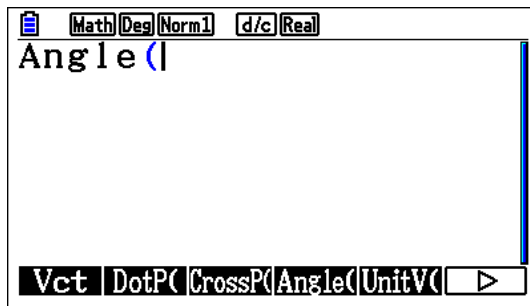 Math Deg Norm1 d/c Real
Angle(
Vct DotP( CrossP( Angle( UnitV(